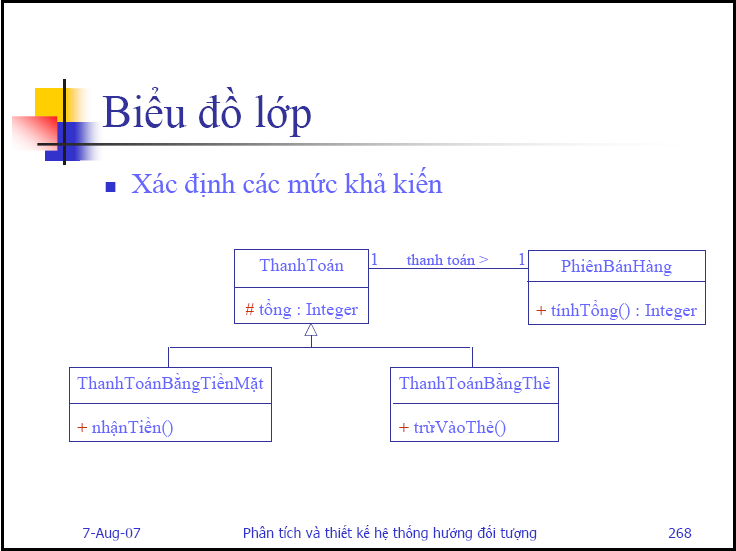 Biểu đồ lớp
Xác định các mức khả kiến
ThanhToán
# tổng : Integer
1 thanh toán > 1
PhiênBánHàng
+ tínhTổng() : Integer
ThanhToánBằngTiềnMặt
+ nhậnTiền()
ThanhToánBằngThẻ
+ trừVàoThẻ()
7-Aug-07 Phân tích và thiết kế hệ thống hướng đối tượng 268